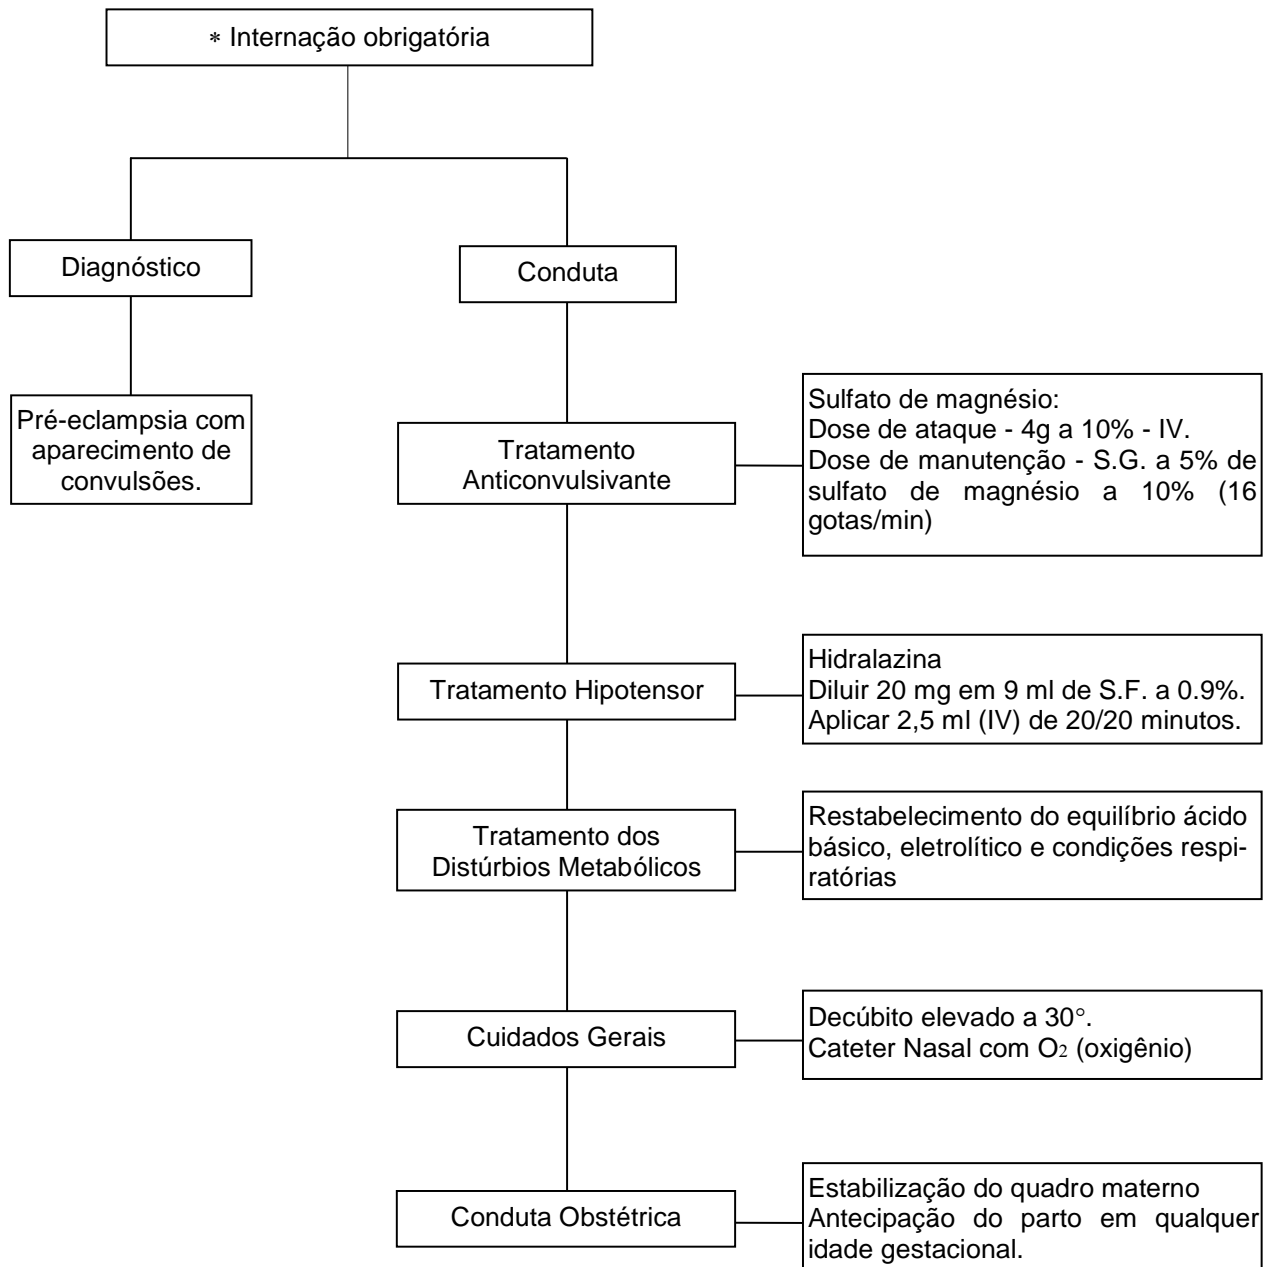 * Internação obrigatória
Diagnóstico
Conduta
Pré-eclampsia com
aparecimento de
convulsões.
Tratamento
Anticonvulsivante
Sulfato de magnésio:
Dose de ataque - 4g a 10% - IV.
Dose de manutenção - S.G. a 5% de
sulfato de magnésio a 10% (16
gotas/min)
Tratamento Hipotensor
Hidralazina
Diluir 20 mg em 9 ml de S.F. a 0.9%.
Aplicar 2,5 ml (IV) de 20/20 minutos.
Tratamento dos
Distúrbios Metabólicos
Restabelecimento do equilíbrio ácido
básico, eletrolítico e condições respi-
ratórias
Cuidados Gerais
Decúbito elevado a 30°.
Cateter Nasal com O2 (oxigênio)
Conduta Obstétrica
Estabilização do quadro materno
Antecipação do parto em qualquer
idade gestacional.